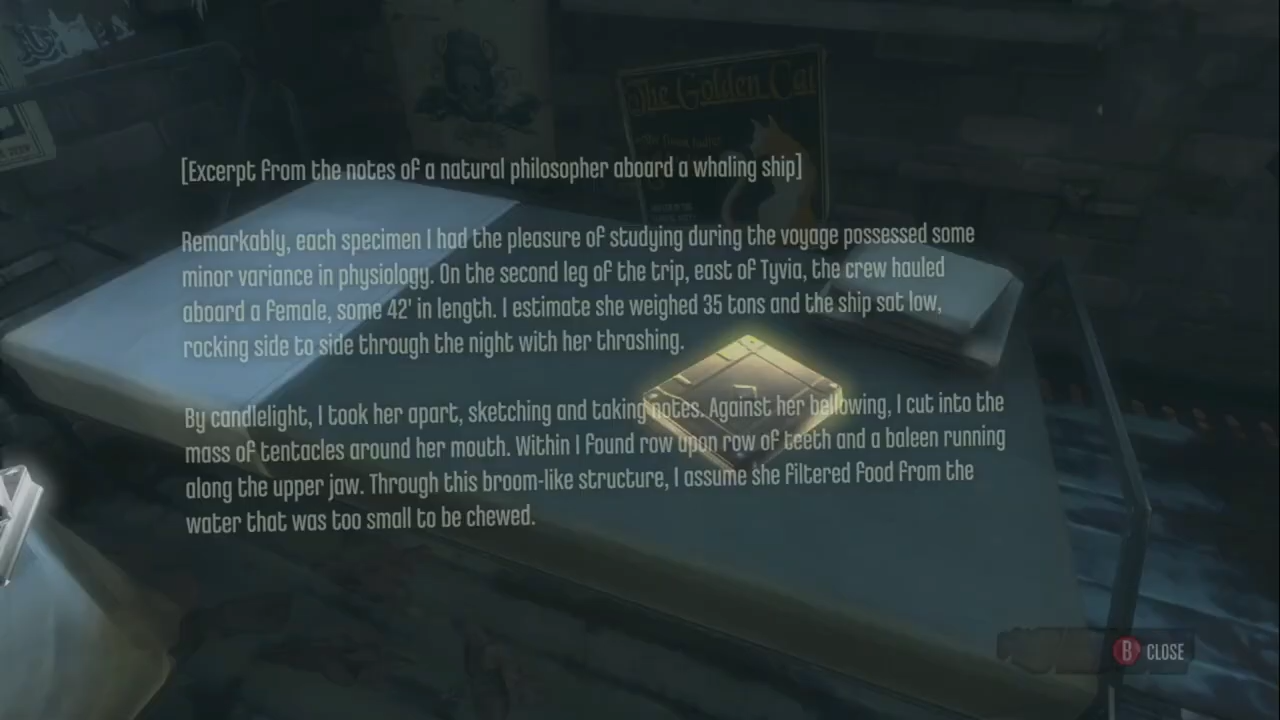 The Golden Cat
[Excerpt from the notes of a natural philosopher aboard a whaling ship]
Remarkably, each specimen I had the pleasure of studying during the voyage possessed some
minor variance in physiology. On the second leg of the trip, east of Tyvia, the crew hauled
aboard a female, some 42' in length. I estimate she weighed 35 tons and the ship sat low,
rocking side to side through the night with her thrashing.
By candlelight, I took her apart, sketching and taking notes. Against her bellowing, I cut into the
mass of tentacles around her mouth. Within I found row upon row of teeth and a baleen running
along the upper jaw. Through this broom-like structure, I assume she filtered food from the
water that was too small to be chewed.
B CLOSE